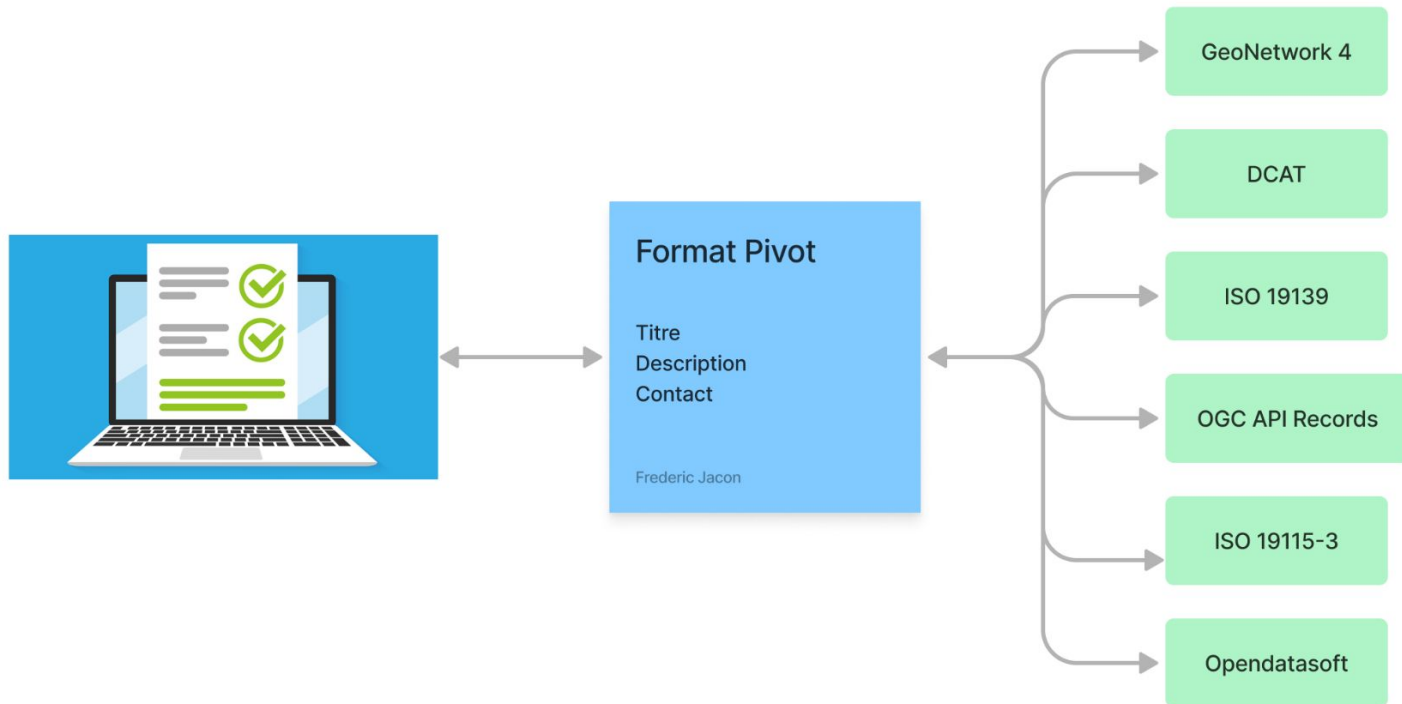 Format Pivot
Titre
Description
Contact
Frederic Jacon
GeoNetwork 4
DCAT
ISO 19139
OGC API Records
ISO 19115-3
Opendatasoft